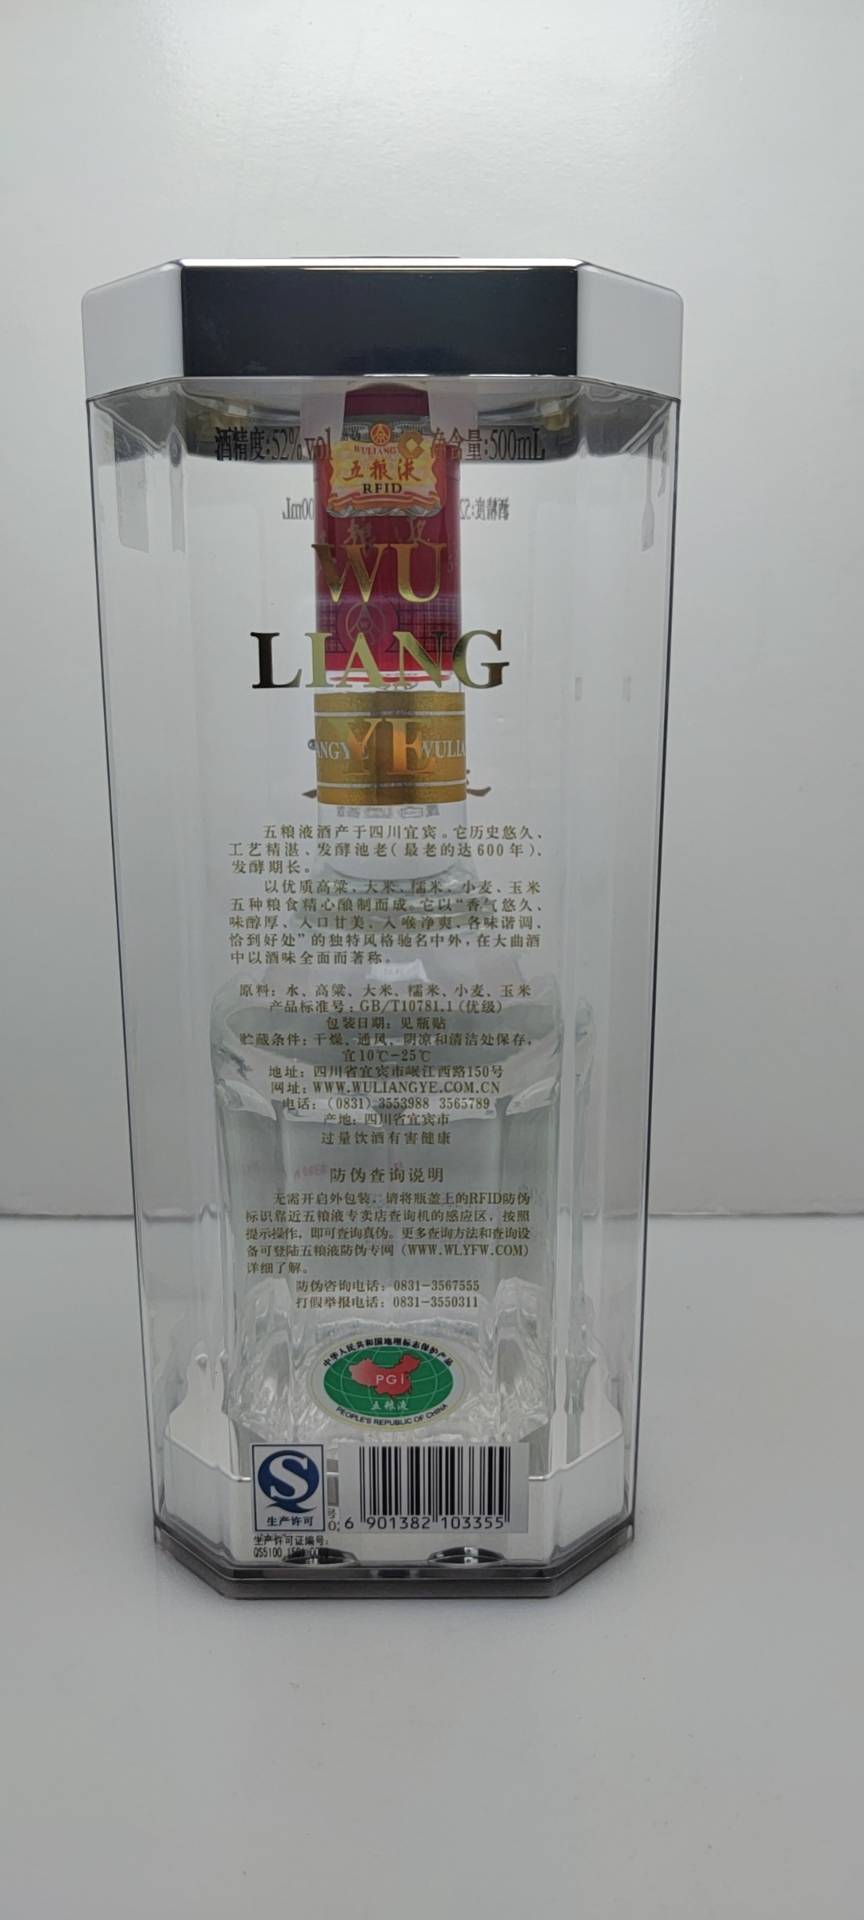 酒精度:52%vol 净含量:500mL
WULIANGYE
五粮液
RFID
WU
LIANG
YE
五粮液酒产于四川宜宾。它历史悠久、
工艺精湛、发酵池老(最老的达600年)、
发酵期长。
以优质高粱、大米、糯米、小麦、玉米
五种粮食精心酿制而成。它以“香气悠久、
味醇厚、入口甘美、入喉净爽、各味谐调、
恰到好处”的独特风格驰名中外,在大曲酒
中以酒味全面而著称。
原料:水、高粱、大米、糯米、小麦、玉米
产品标准号:GB/T10781.1(优级)
包装日期:见瓶贴
贮藏条件:干燥、通风、阴凉和清洁处保存,
宜10℃-25℃
地址:四川省宜宾市岷江西路150号
网址:WWW.WULIANGYE.COM.CN
电话:(0831)3553988 3565789
产地:四川省宜宾市
过量饮酒有害健康
防伪查询说明
无需开启外包装,请将瓶盖上的RFID防伪
标识靠近五粮液专卖店查询机的感应区,按照
提示操作,即可查询真伪。更多查询方法和查询设
备可登陆五粮液防伪专网(WWW.WLYFW.COM)
详细了解。
防伪咨询电话:0831-3567555
打假举报电话:0831-3550311
中华人民共和国地理标志保护产品
PGI
五粮液
PEOPLE'S REPUBLIC OF CHINA
生产许可
6 901382 103355
生产许可证编号:
QS5100